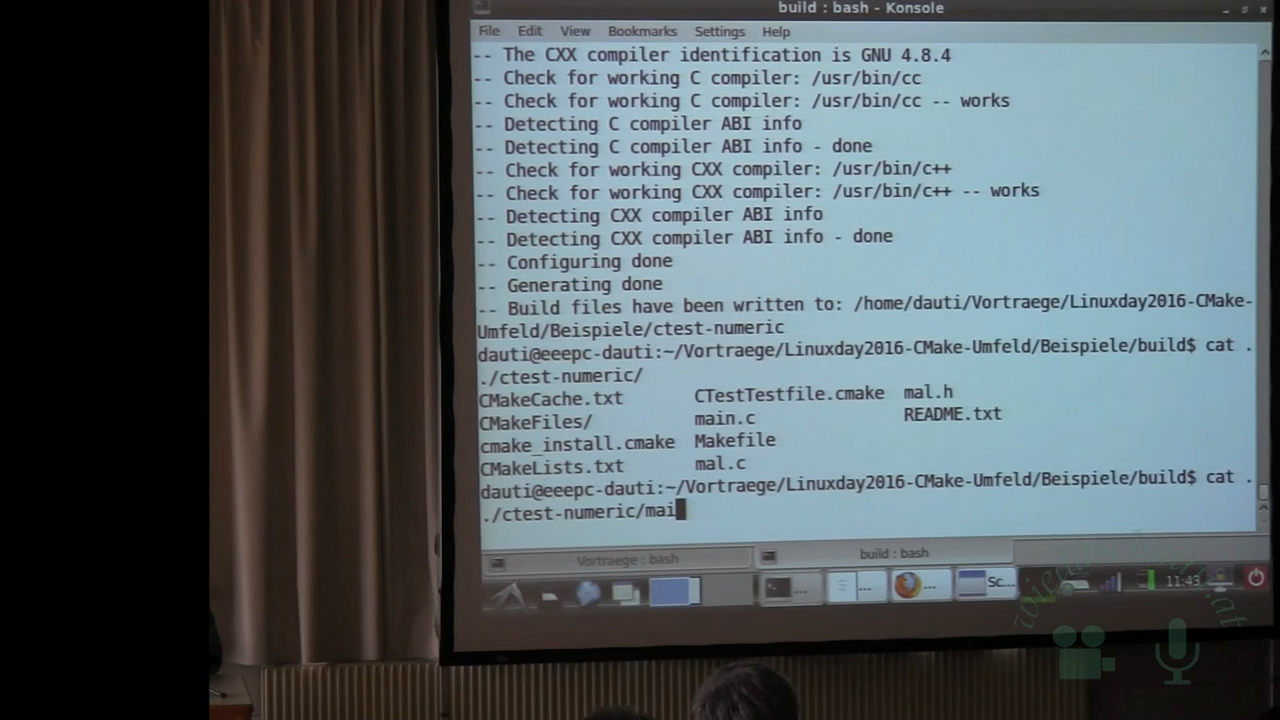 build : bash - Konsole
File Edit View Bookmarks Settings Help
-- The CXX compiler identification is GNU 4.8.4
-- Check for working C compiler: /usr/bin/cc
-- Check for working C compiler: /usr/bin/cc -- works
-- Detecting C compiler ABI info
-- Detecting C compiler ABI info - done
-- Check for working CXX compiler: /usr/bin/c++
-- Check for working CXX compiler: /usr/bin/c++ -- works
-- Detecting CXX compiler ABI info
-- Detecting CXX compiler ABI info - done
-- Configuring done
-- Generating done
-- Build files have been written to: /home/dauti/Vortraege/Linuxday2016-CMake-
Umfeld/Beispiele/ctest-numeric
dauti@eeepc-dauti:~/Vortraege/Linuxday2016-CMake-Umfeld/Beispiele/build$ cat .
./ctest-numeric/
CMakeCache.txt CTestTestfile.cmake mal.h
CMakeFiles/ main.c README.txt
cmake_install.cmake Makefile
CMakeLists.txt mal.c
dauti@eeepc-dauti:~/Vortraege/Linuxday2016-CMake-Umfeld/Beispiele/build$ cat .
./ctest-numeric/mai
Vortraege : bash build : bash
... ... ... Sc... 11:43